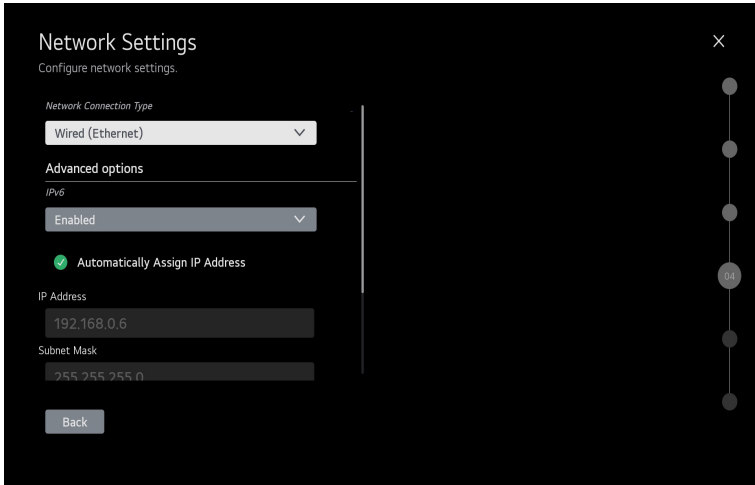 Network Settings
Configure network settings.
Network Connection Type
Wired (Ethernet)
Advanced options
IPv6
Enabled
Automatically Assign IP Address
IP Address
192.168.0.6
Subnet Mask
255.255.255.0
Back
04